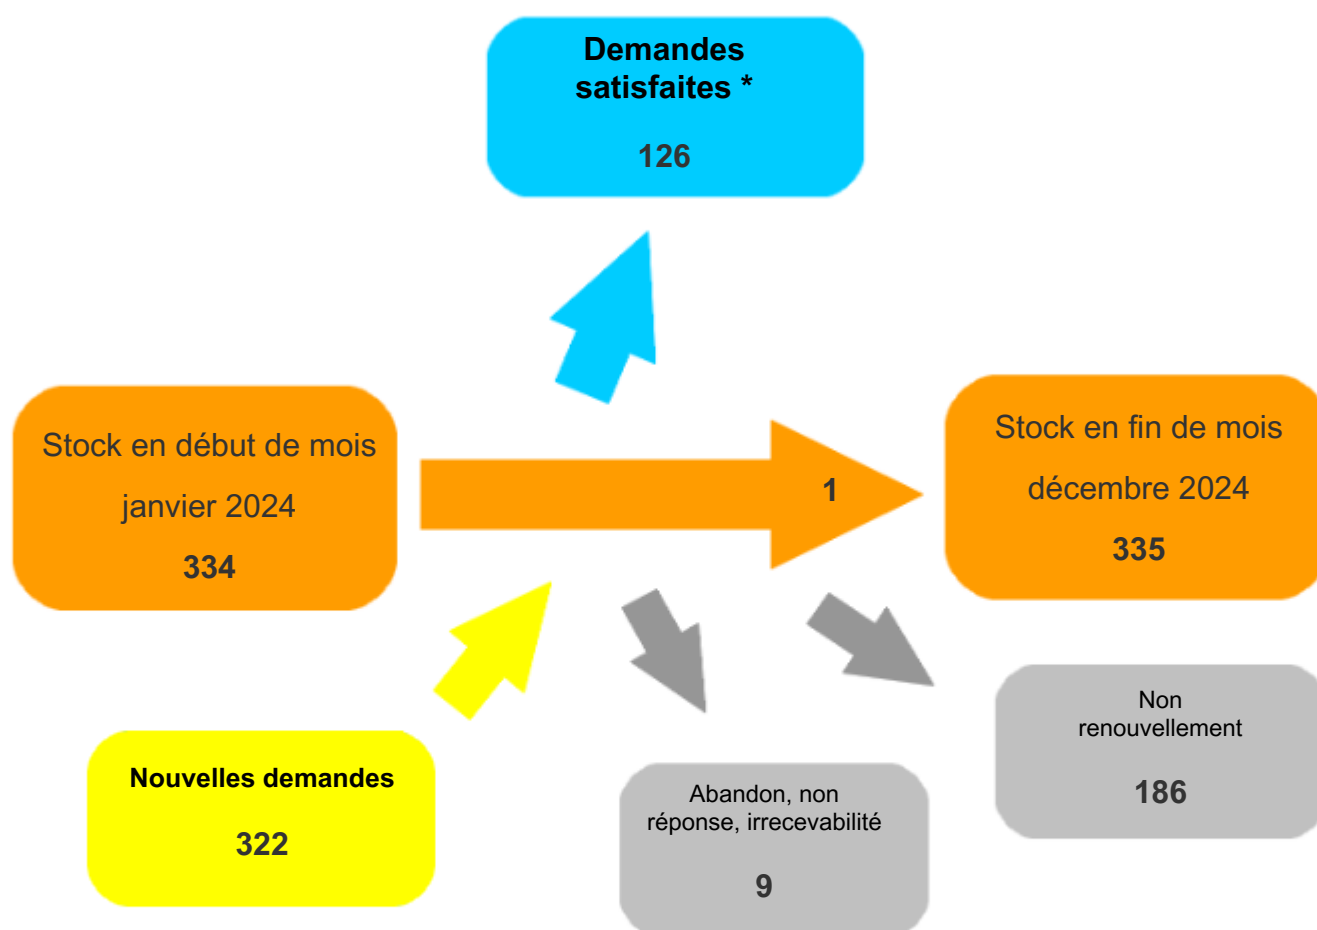 Demandes
satisfaites *
126
Stock en début de mois
janvier 2024
334
1
Stock en fin de mois
décembre 2024
335
Nouvelles demandes
322
Abandon, non
réponse, irrecevabilité
9
Non
renouvellement
186